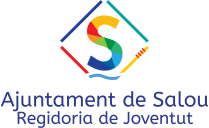 S
Ajuntament de Salou
Regidoria de Joventut